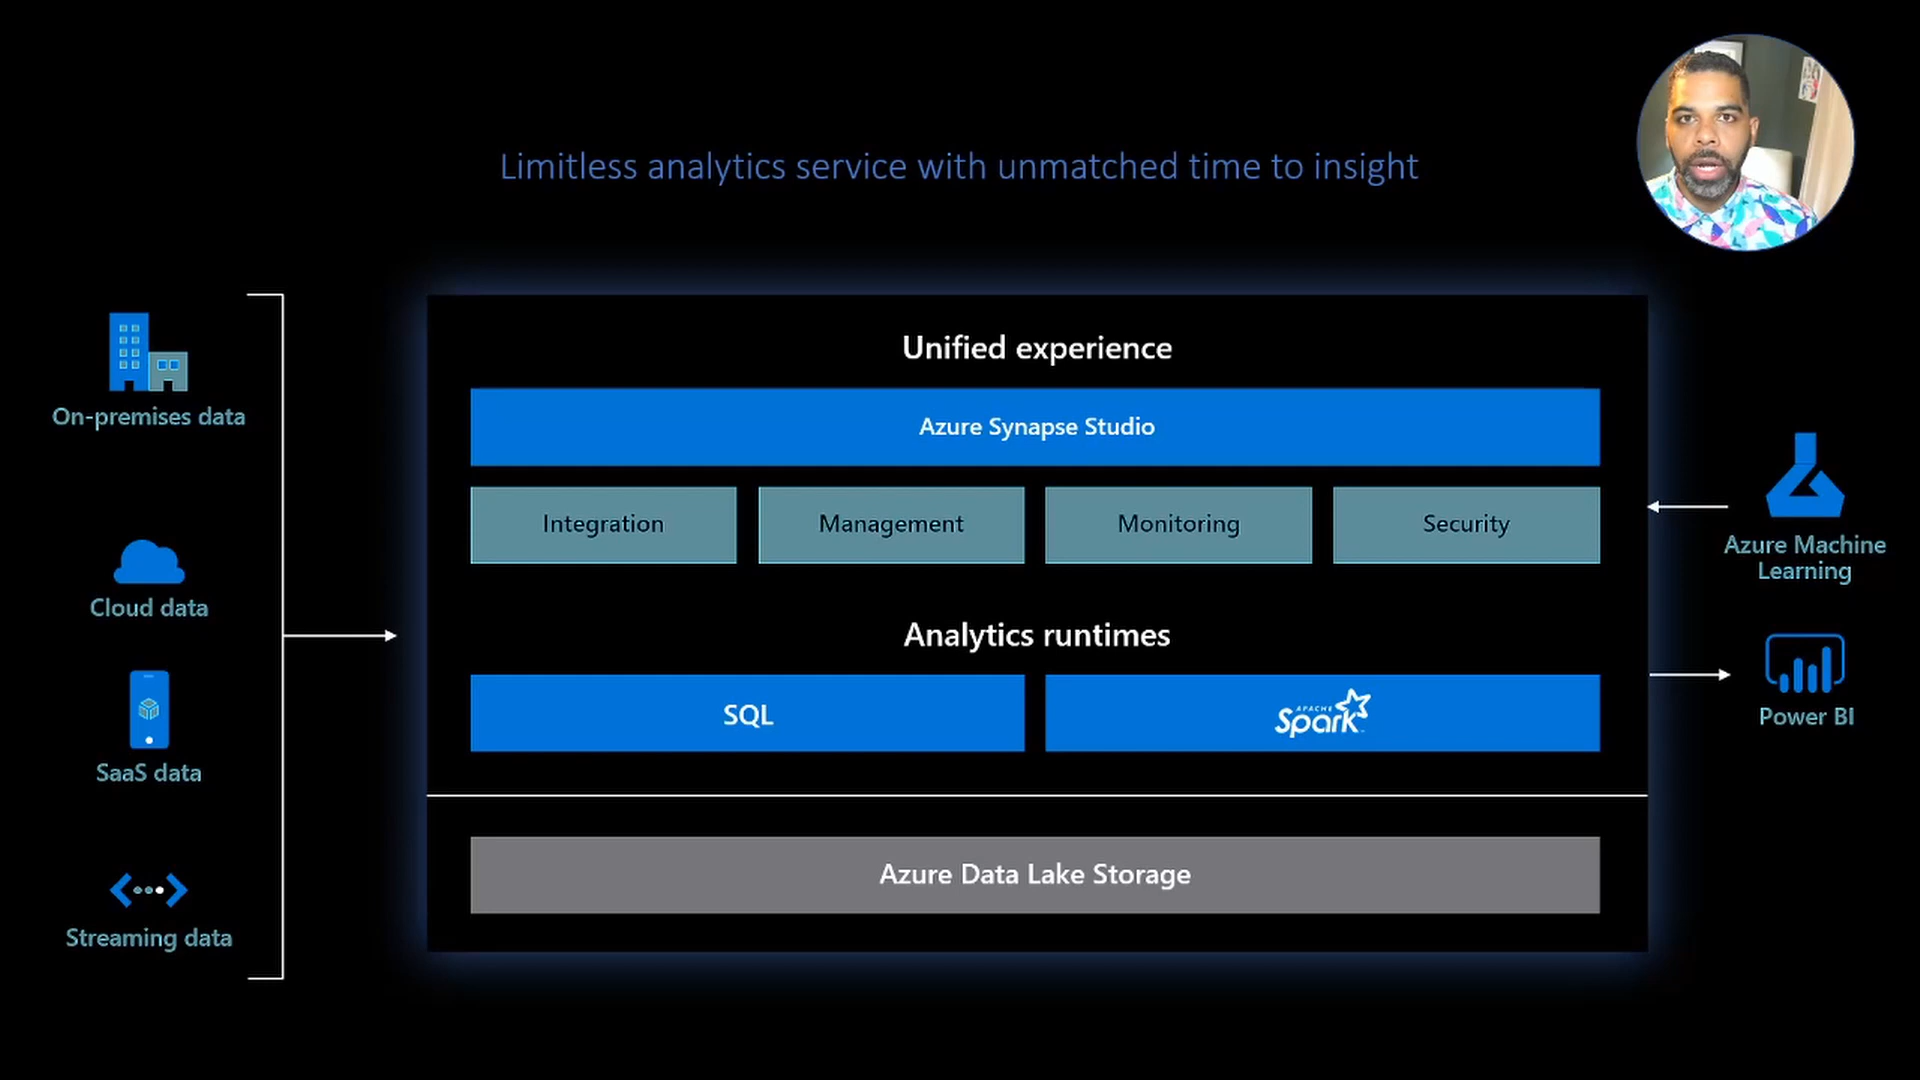 Limitless analytics service with unmatched time to insight
On-premises data
Cloud data
SaaS data
Streaming data
Unified experience
Azure Synapse Studio
Integration
Management
Monitoring
Security
Analytics runtimes
SQL
APACHE
Spark
Azure Data Lake Storage
Azure Machine
Learning
Power BI